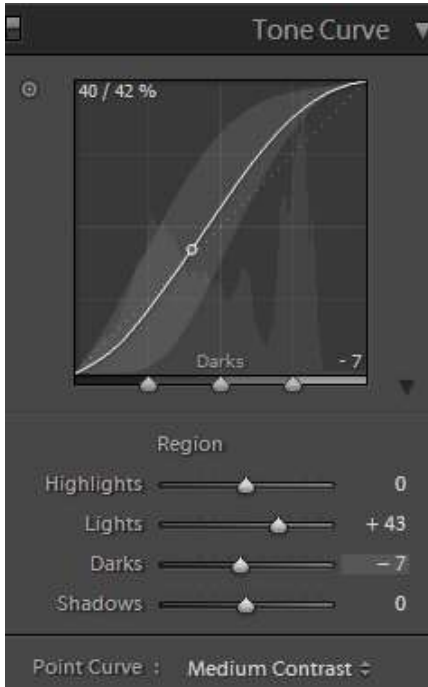 Tone Curve
40 / 42 %
Darks - 7
Region
Highlights 0
Lights + 43
Darks - 7
Shadows 0
Point Curve : Medium Contrast